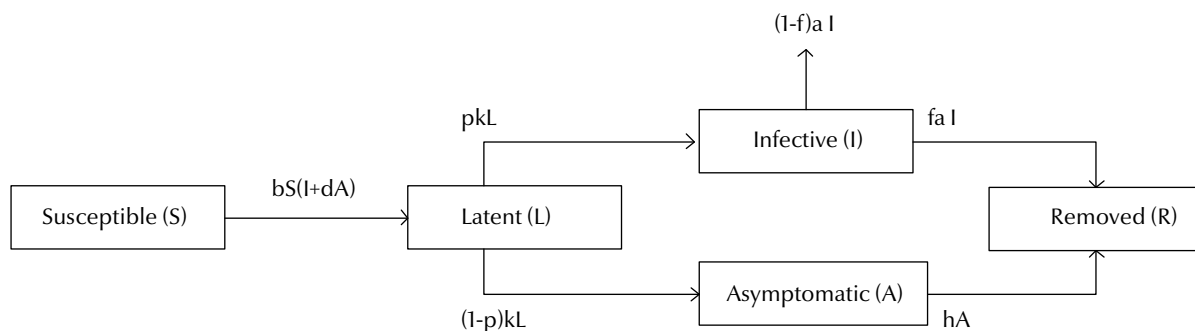 (1-f)a I
pkL
Infective (I)
fa I
bS(I+dA)
Susceptible (S)
Latent (L)
Removed (R)
Asymptomatic (A)
(1-p)kL
hA